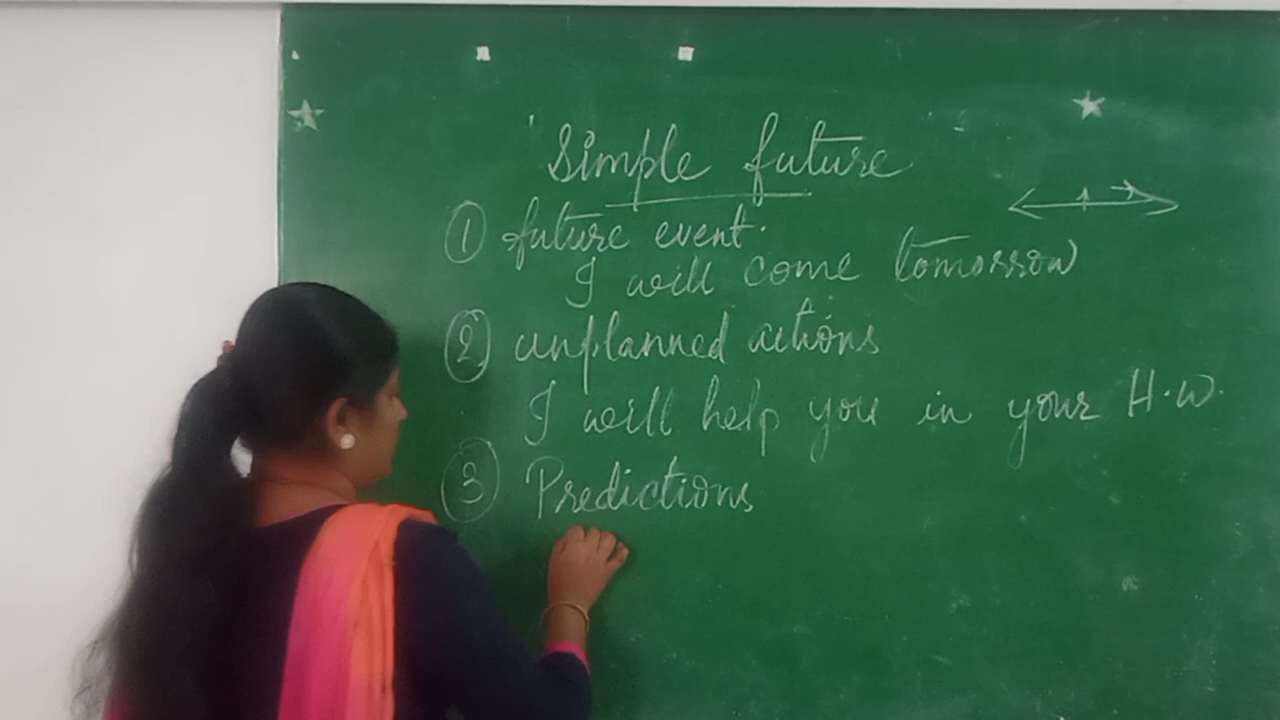 Simple future
① future event.
I will come tomorrow
② unplanned actions
I will help you in your H.W.
③ Predictions